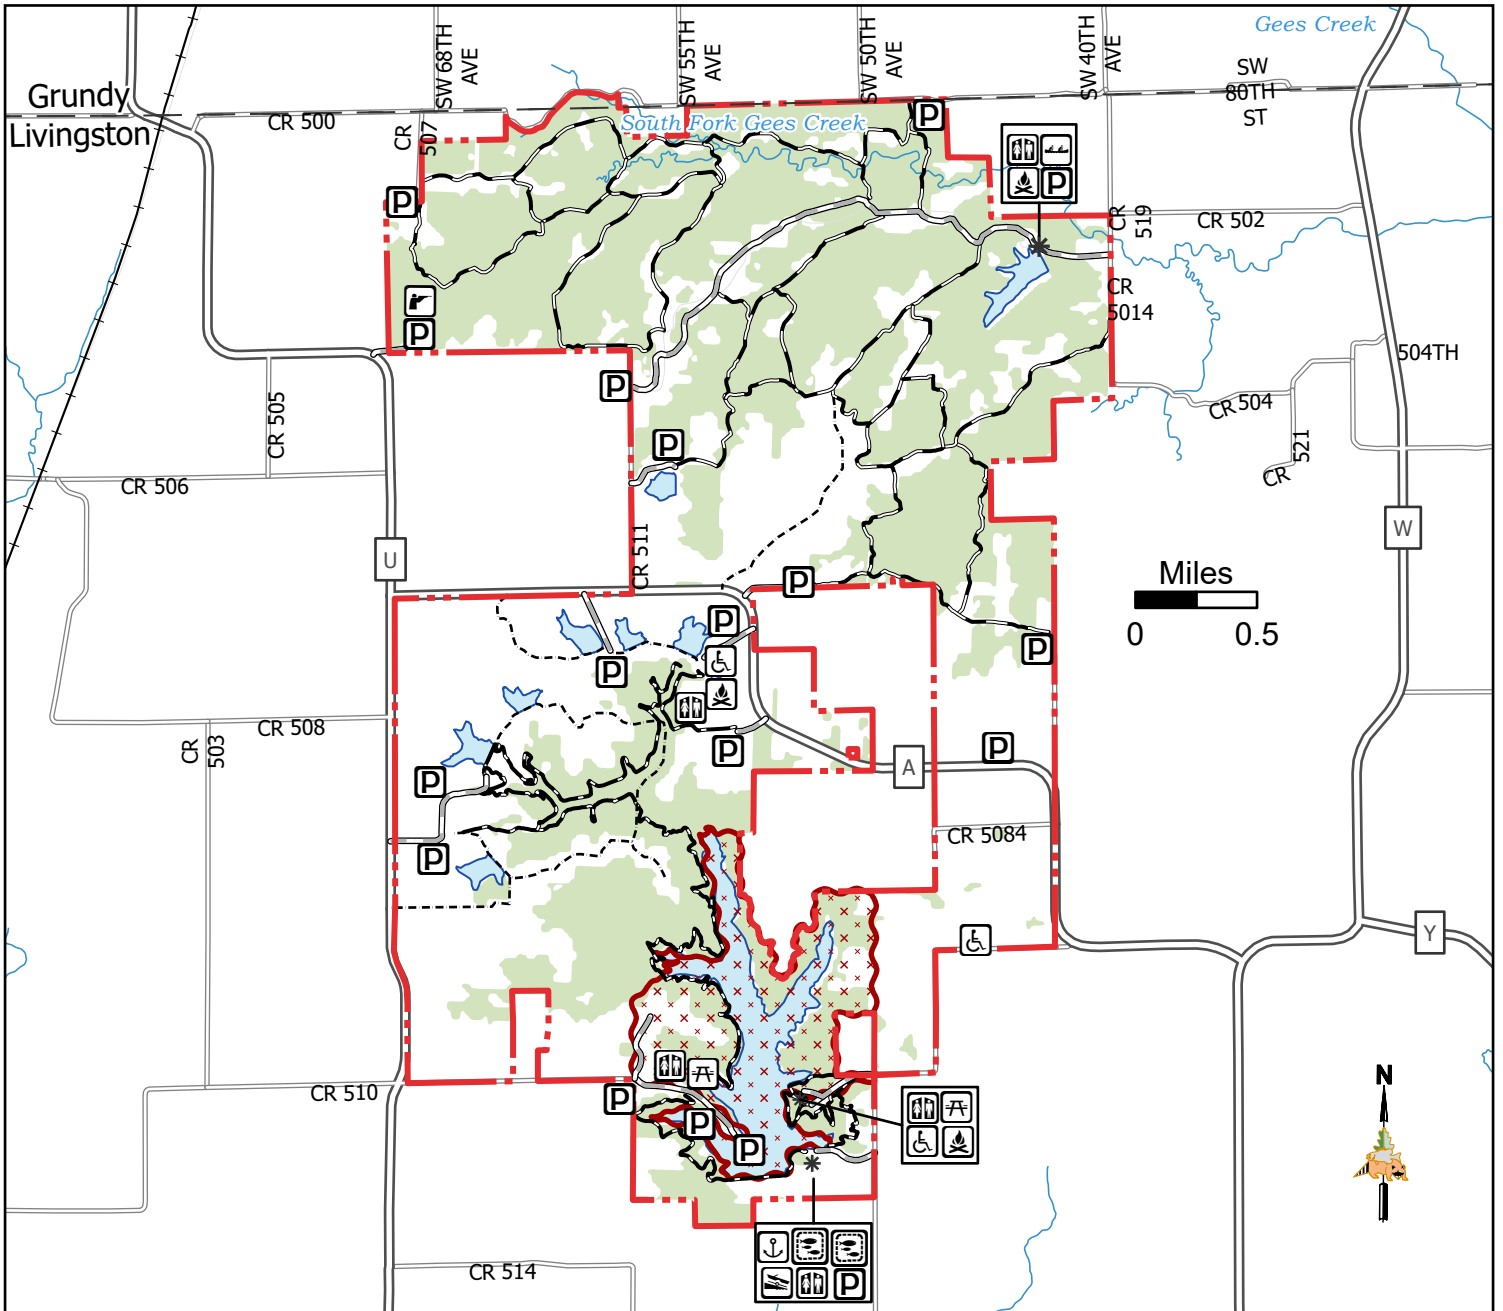 Gees Creek
SW 68TH
AVE
SW 55TH
AVE
SW 50TH
AVE
SW 40TH
AVE
SW
80TH
ST
Grundy
Livingston
CR 500
CR
507
South Fork Gees Creek
P
P
P
CR
519
CR 502
CR
5014
P
P
504TH
CR 504
CR 505
P
521
CR
CR 506
CR 511
U
W
Miles
0 0.5
P
P
P
P
CR 508
CR
503
P
P
A
P
P
CR 5084
Y
CR 510
P
P
P
N
P
CR 514